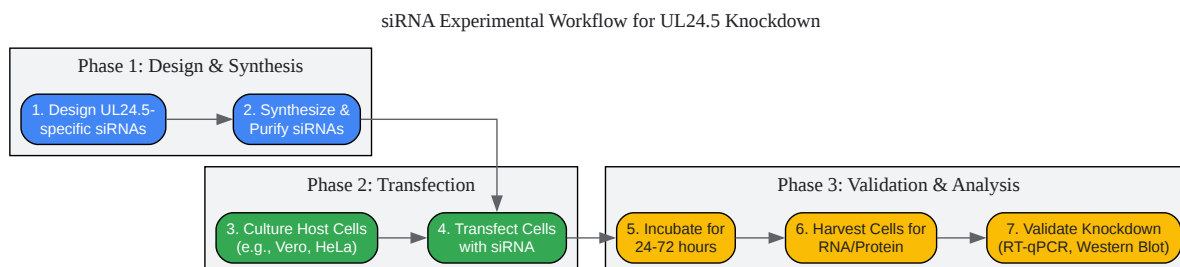 siRNA Experimental Workflow for UL24.5 Knockdown
Phase 1: Design & Synthesis
1. Design UL24.5-
specific siRNAs
2. Synthesize &
Purify siRNAs
Phase 2: Transfection
3. Culture Host Cells
(e.g., Vero, HeLa)
4. Transfect Cells
with siRNA
Phase 3: Validation & Analysis
5. Incubate for
24-72 hours
6. Harvest Cells for
RNA/Protein
7. Validate Knockdown
(RT-qPCR, Western Blot)